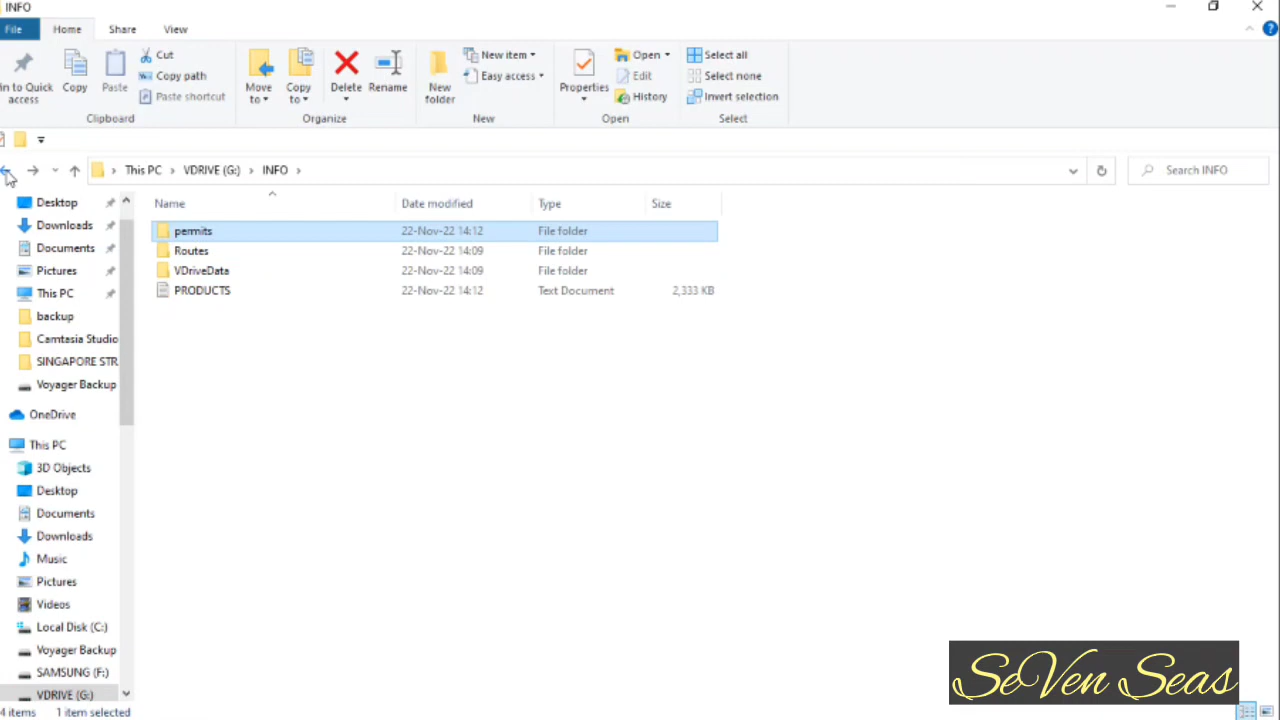 INFO
File Home Share View
in to Quick access
Copy
Paste
Cut
Copy path
Paste shortcut
Clipboard
Move to
Copy to
Delete
Rename
Organize
New folder
New item
Easy access
New
Properties
Open
Edit
History
Open
Select all
Select none
Invert selection
Select
This PC > VDRIVE (G:) > INFO >
Search INFO
Name Date modified Type Size
permits 22-Nov-22 14:12 File folder
Routes 22-Nov-22 14:09 File folder
VDriveData 22-Nov-22 14:09 File folder
PRODUCTS 22-Nov-22 14:12 Text Document 2,333 KB
Desktop
Downloads
Documents
Pictures
This PC
backup
Camtasia Studio
SINGAPORE STR
Voyager Backup
OneDrive
This PC
3D Objects
Desktop
Documents
Downloads
Music
Pictures
Videos
Local Disk (C:)
Voyager Backup
SAMSUNG (F:)
VDRIVE (G:)
4 items 1 item selected
SeVen Seas